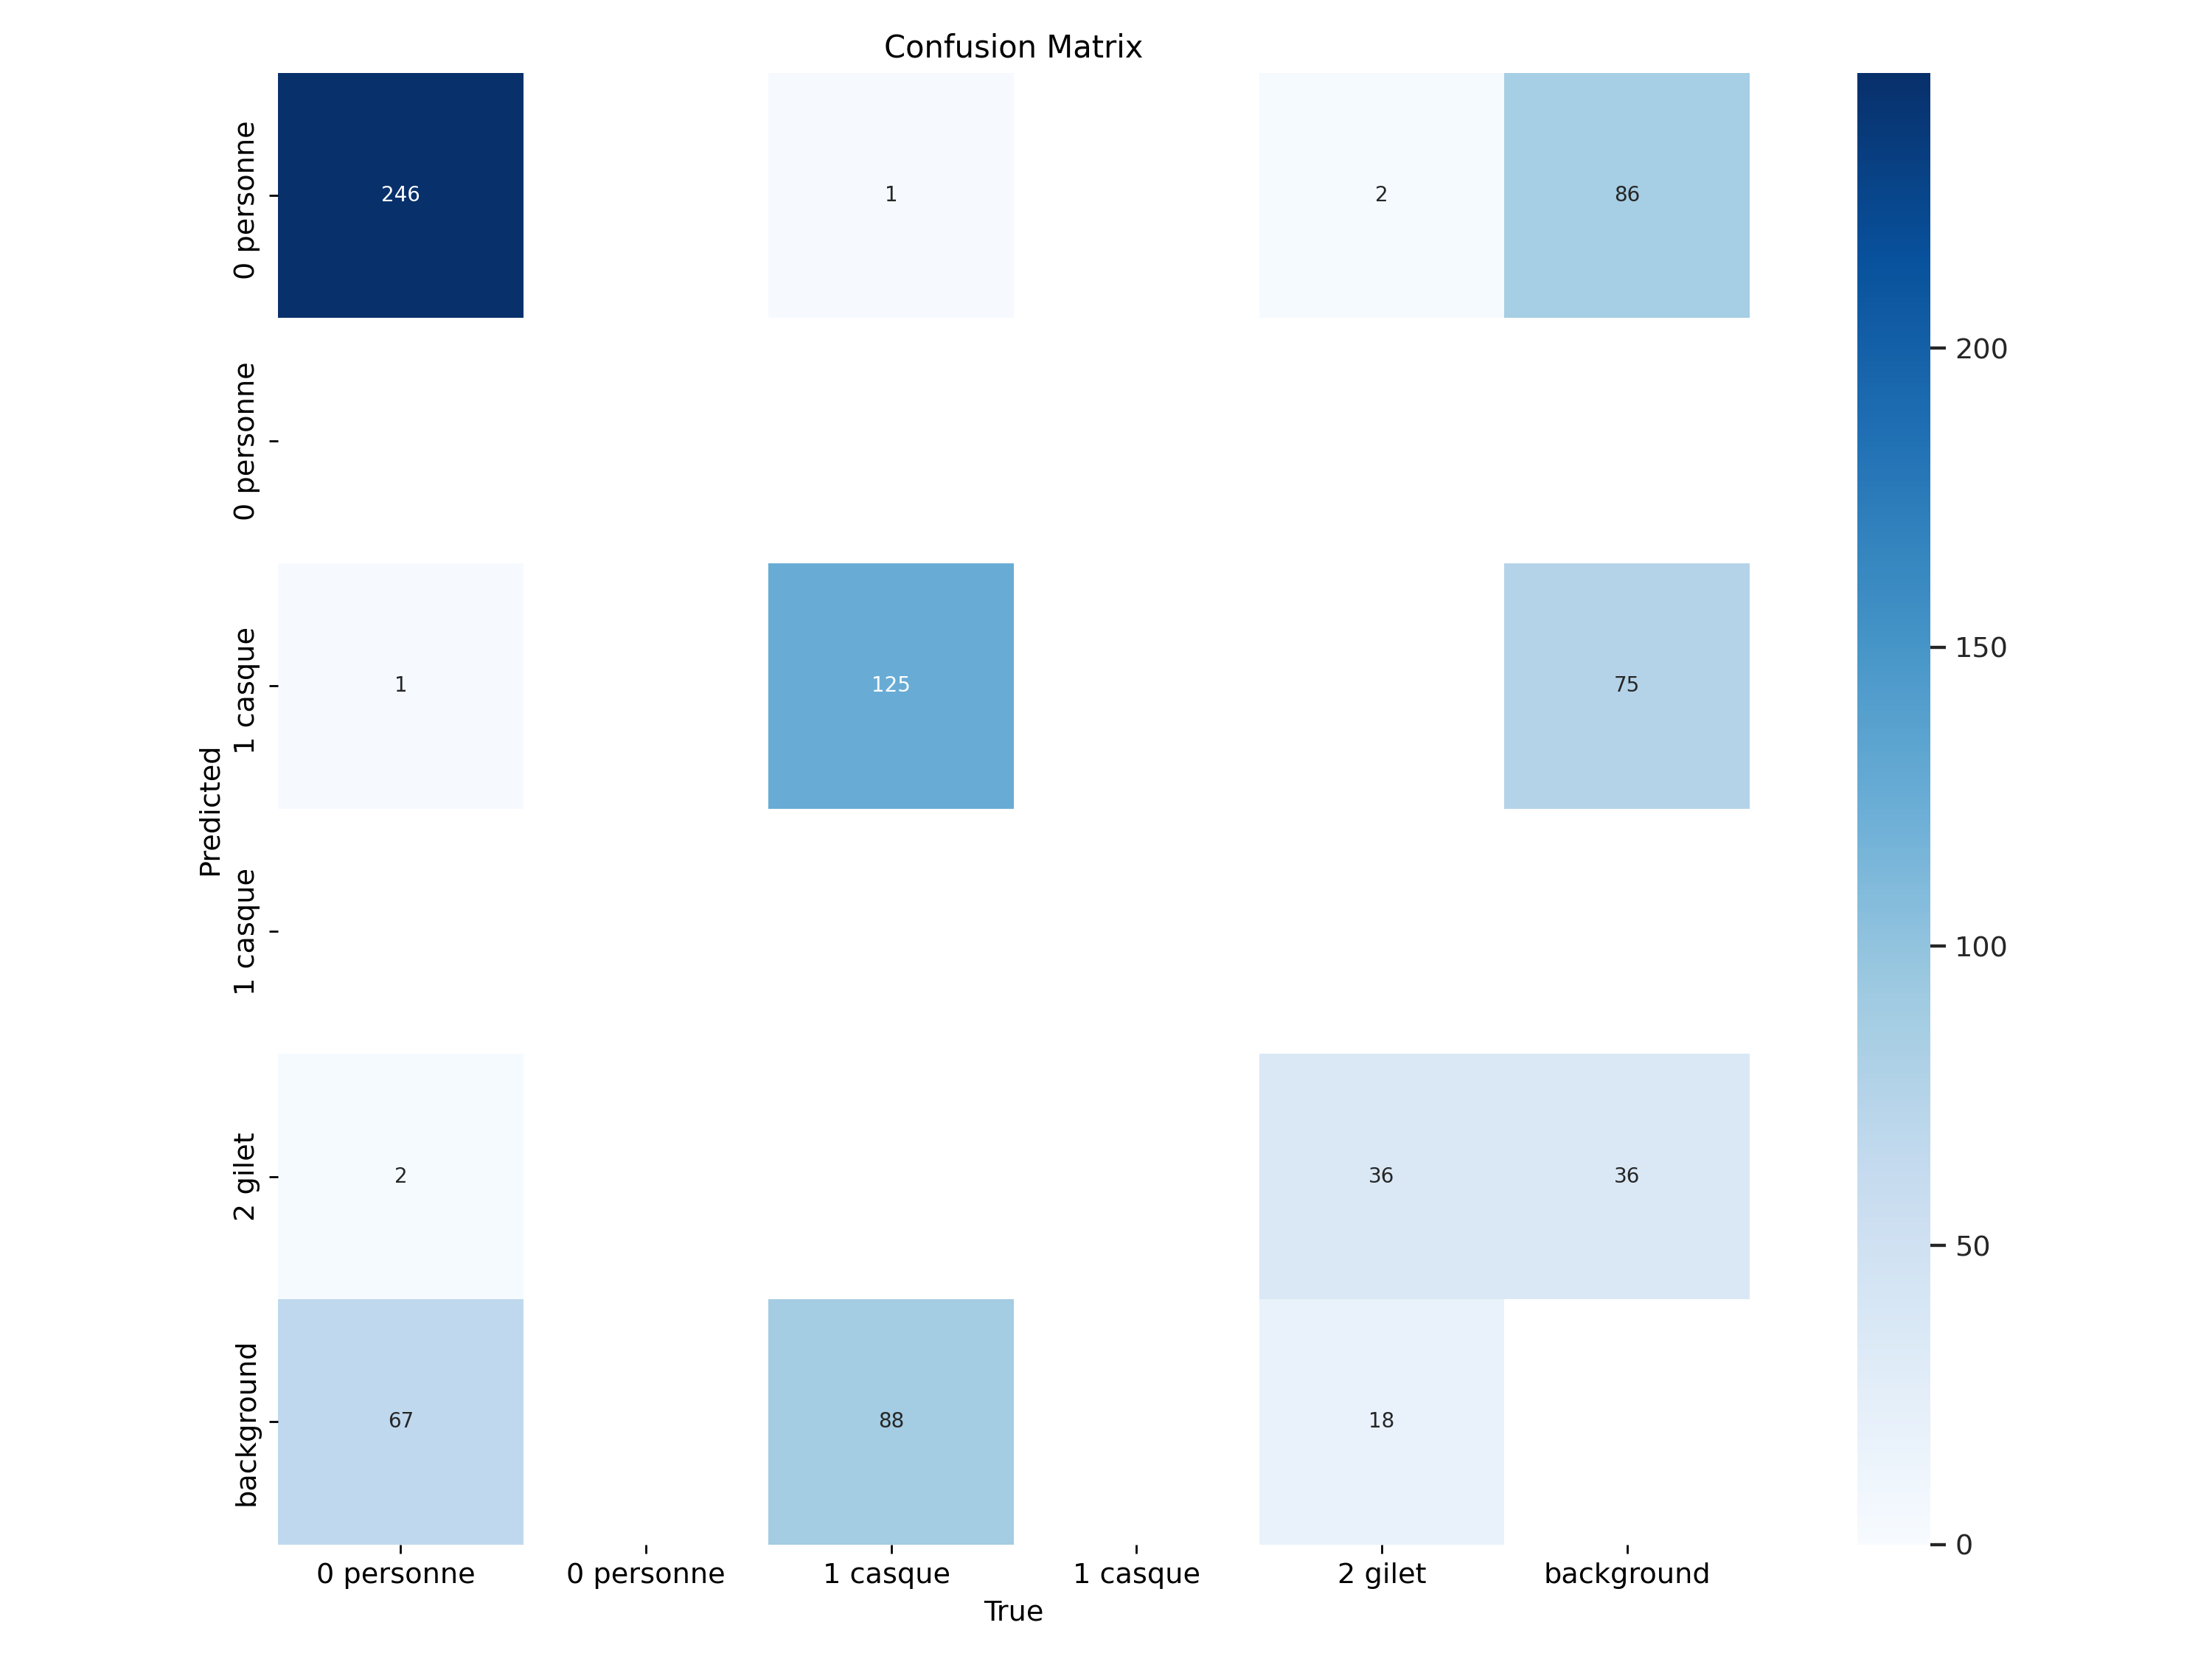 Confusion Matrix
0 personne
246
1
2
86
200
0 personne
150
1 casque
1
125
75
Predicted
1 casque
100
2 gilet
2
36
36
50
background
67
88
18
0
0 personne
0 personne
1 casque
1 casque
2 gilet
background
True